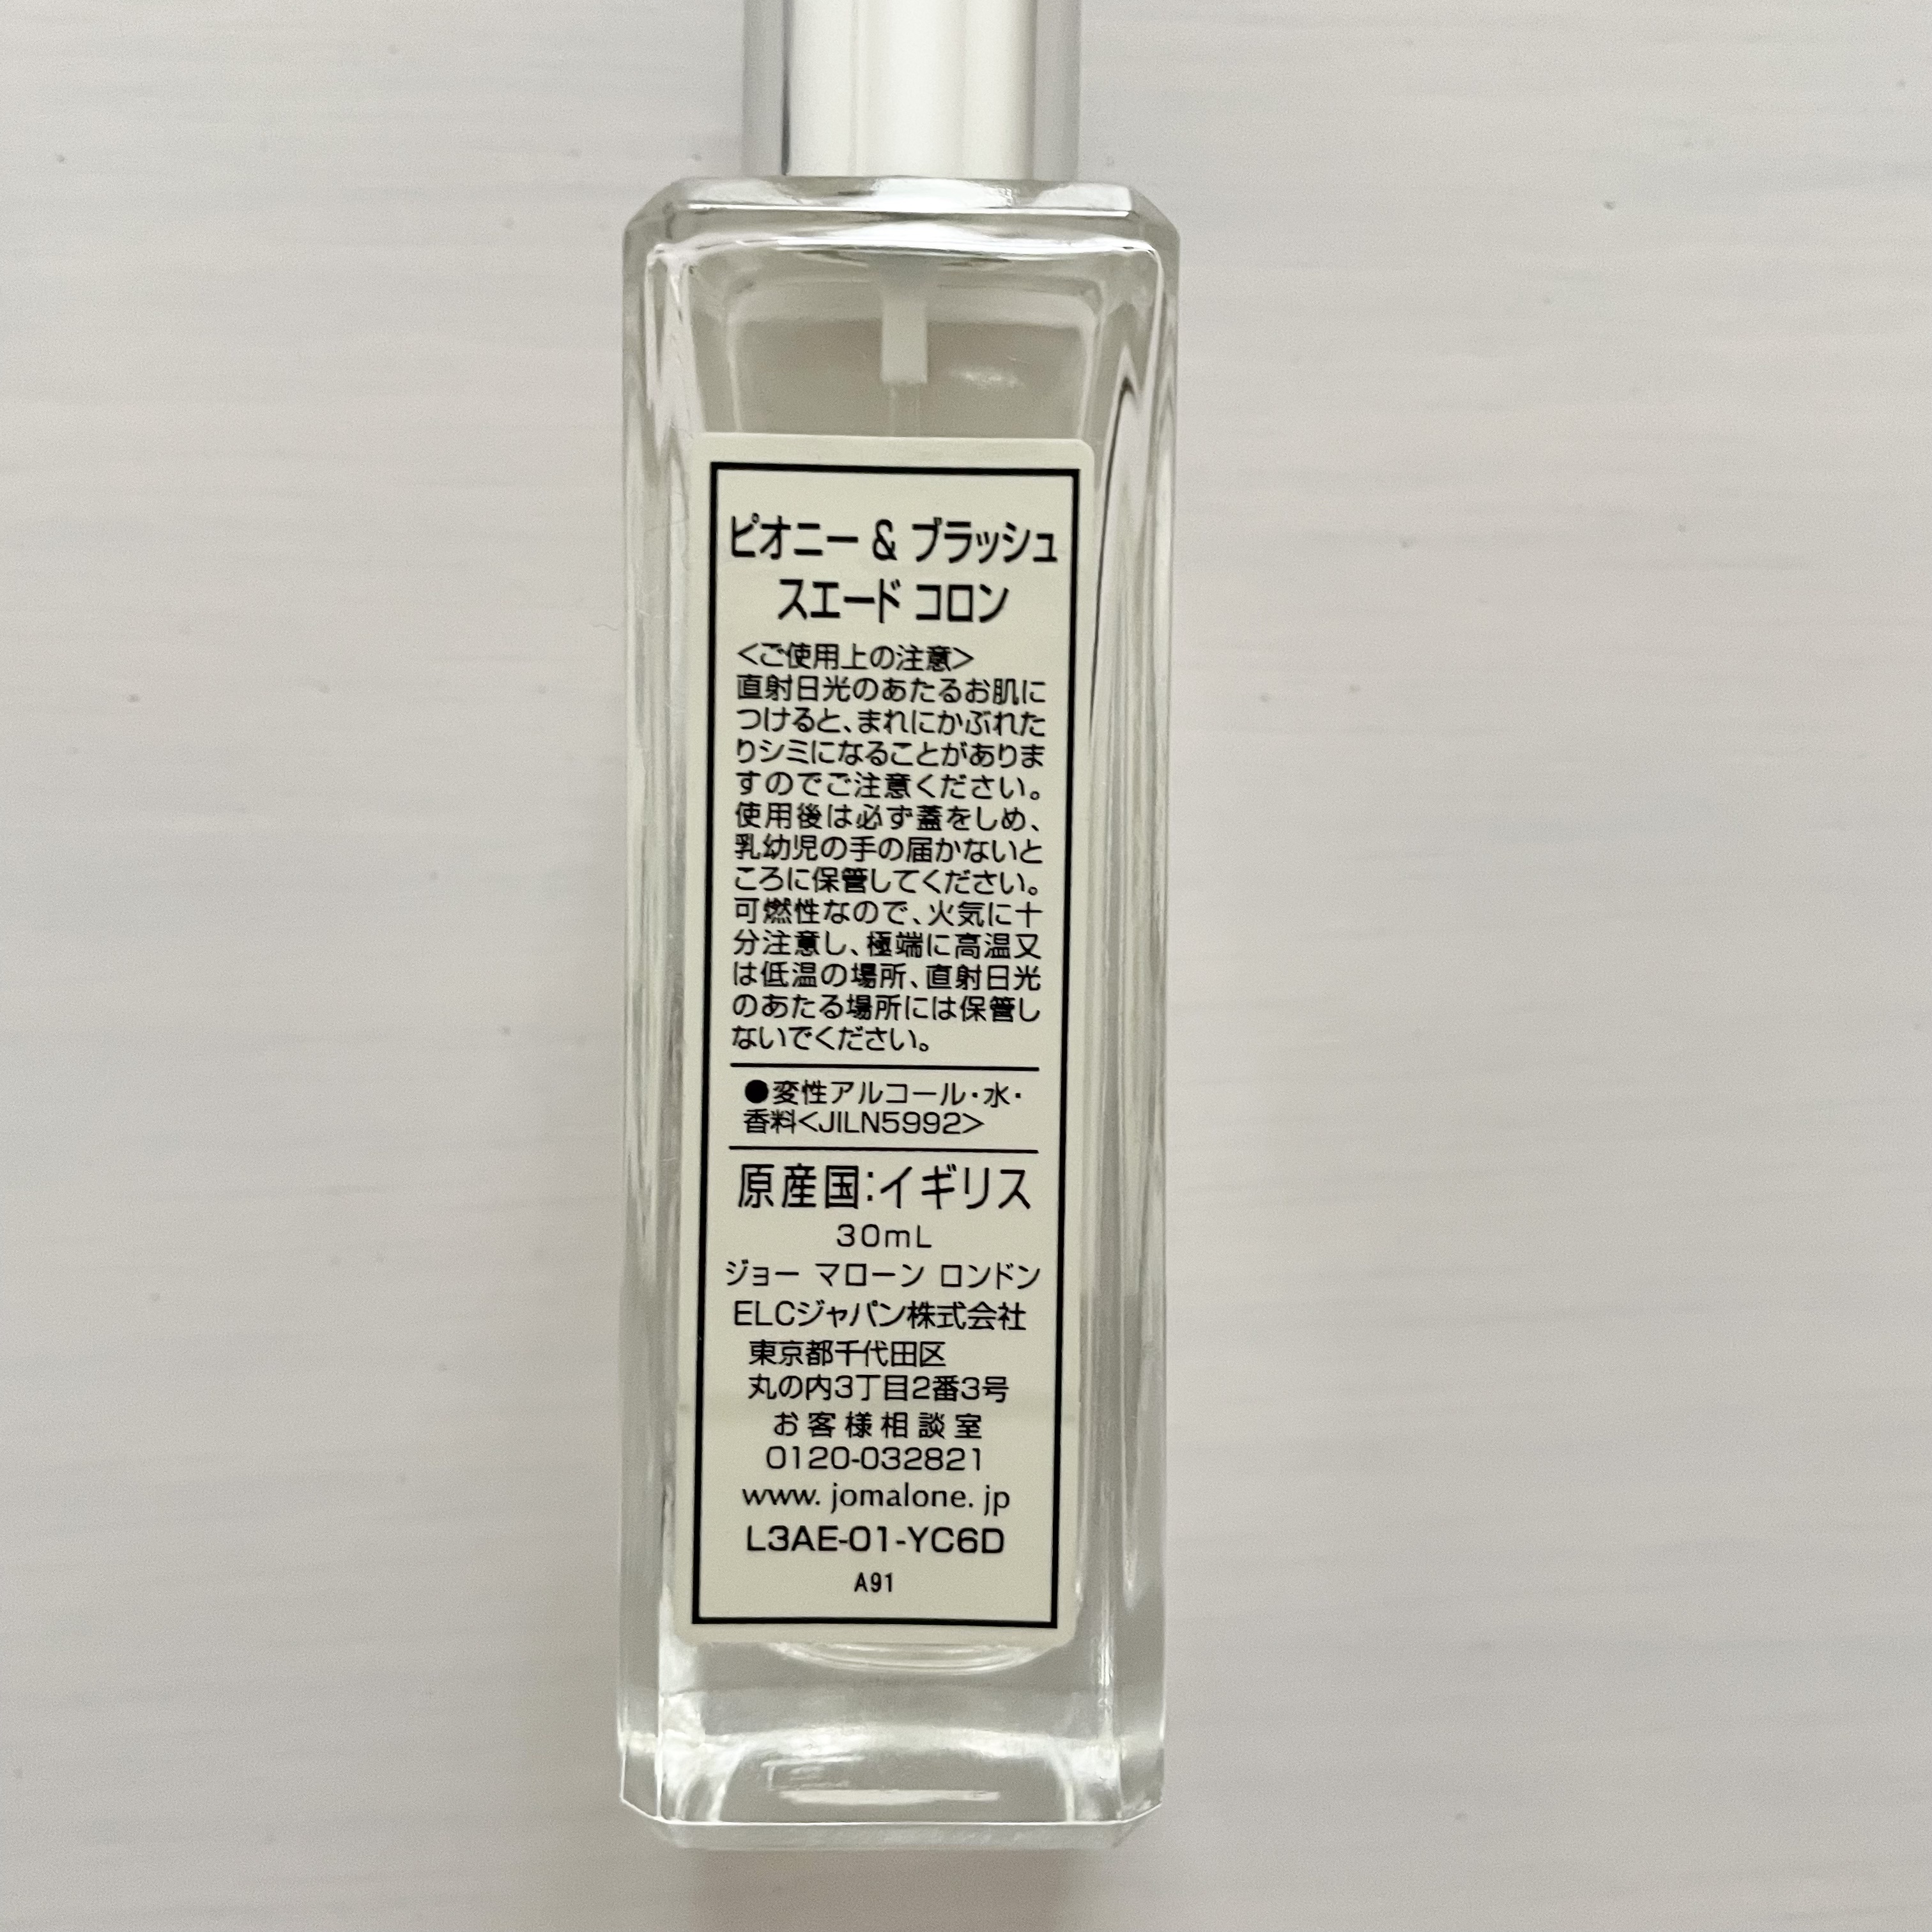 ピオニー & ブラッシュ
スエード コロン
<ご使用上の注意>
直射日光のあたるお肌に
つけると、まれにかぶれた
りシミになることがありま
すのでご注意ください。
使用後は必ず蓋をしめ、
乳幼児の手の届かないと
ころに保管してください。
可燃性なので、火気に十
分注意し、極端に高温又
は低温の場所、直射日光
のあたる場所には保管し
ないでください。
●変性アルコール・水・
香料<JILN5992>
原産国:イギリス
30mL
ジョー マローン ロンドン
ELCジャパン株式会社
東京都千代田区
丸の内3丁目2番3号
お客様相談室
0120-032821
www. jomalone. jp
L3AE-01-YC6D
A91